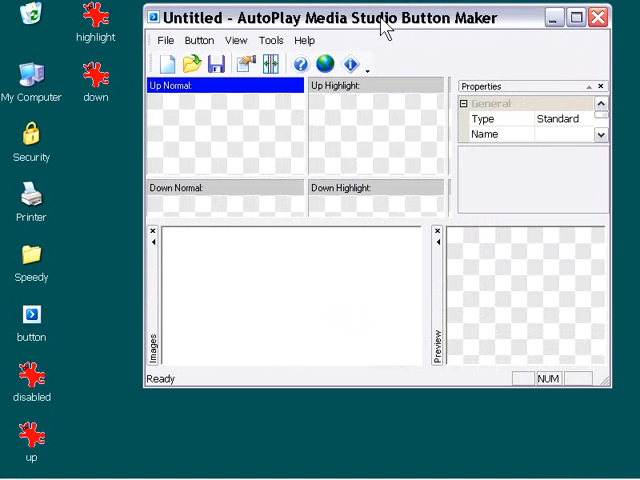 highlight
My Computer
down
Security
Printer
Speedy
button
disabled
up
Untitled - AutoPlay Media Studio Button Maker
File Button View Tools Help
Up Normal:
Up Highlight:
Down Normal:
Down Highlight:
Properties
General
Type Standard
Name
Images
Preview
Ready
NUM